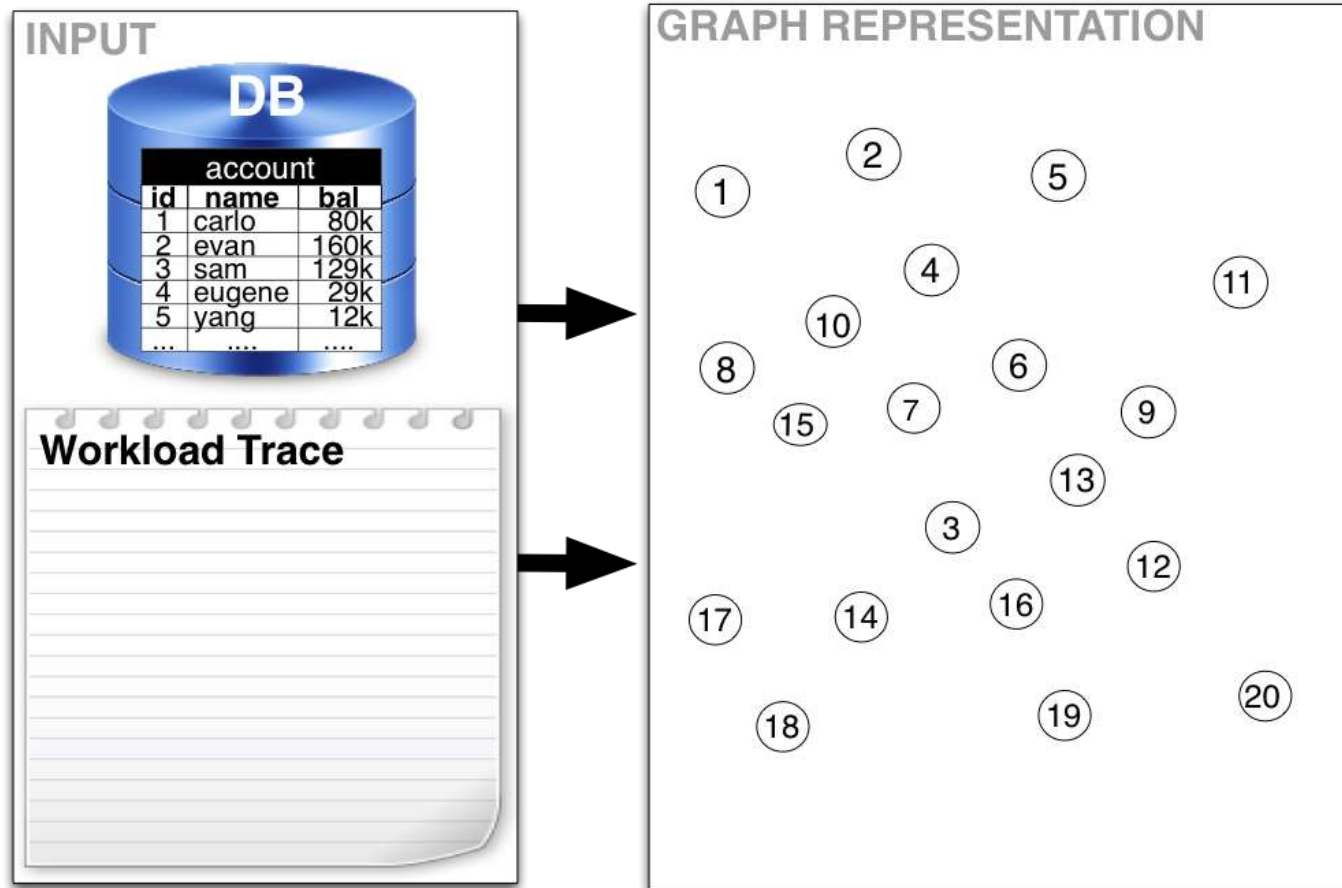 INPUT
DB
account
id name bal
1 carlo 80k
2 evan 160k
3 sam 129k
4 eugene 29k
5 yang 12k
... .... ....
Workload Trace
GRAPH REPRESENTATION
2
5
1
4
11
10
6
8
7
9
15
13
3
12
16
14
17
20
19
18